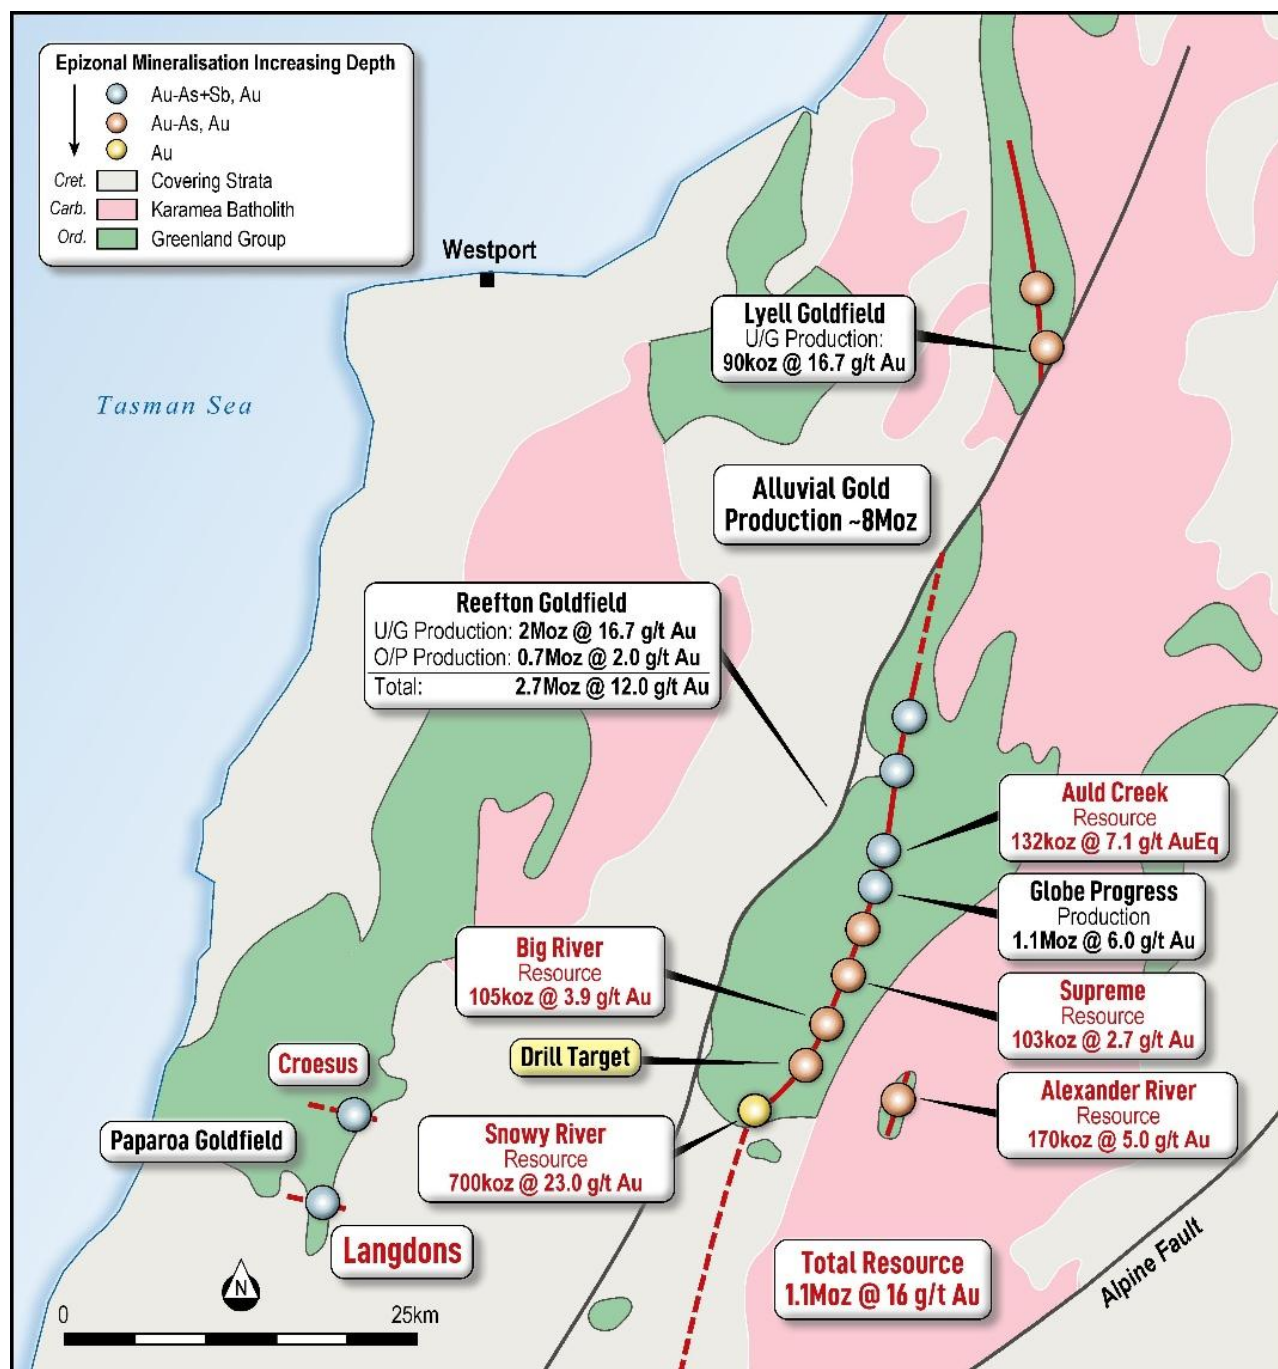 Epizonal Mineralisation Increasing Depth
Au-As+Sb, Au
Au-As, Au
Au
Cret. Covering Strata
Carb. Karamea Batholith
Ord. Greenland Group
Westport
Tasman Sea
Lyell Goldfield
U/G Production:
90koz @ 16.7 g/t Au
Alluvial Gold
Production ~8Moz
Reefton Goldfield
U/G Production: 2Moz @ 16.7 g/t Au
O/P Production: 0.7Moz @ 2.0 g/t Au
Total: 2.7Moz @ 12.0 g/t Au
Auld Creek
Resource
132koz @ 7.1 g/t AuEq
Globe Progress
Production
1.1Moz @ 6.0 g/t Au
Big River
Resource
105koz @ 3.9 g/t Au
Supreme
Resource
103koz @ 2.7 g/t Au
Drill Target
Croesus
Alexander River
Resource
170koz @ 5.0 g/t Au
Paparoa Goldfield
Snowy River
Resource
700koz @ 23.0 g/t Au
Langdons
Total Resource
1.1Moz @ 16 g/t Au
Alpine Fault
N
0 25km